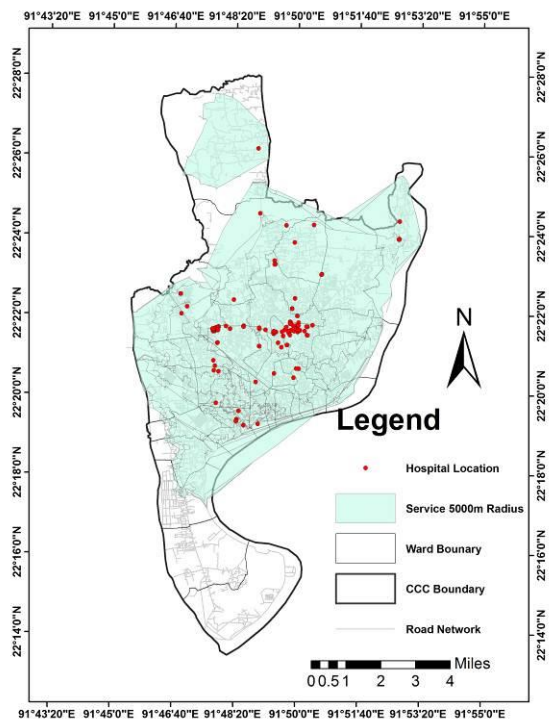 91°43'20"E 91°45'0"E 91°46'40"E 91°48'20"E 91°50'0"E 91°51'40"E 91°53'20"E 91°55'0"E
22°28'0"N 22°28'0"N
22°26'0"N 22°26'0"N
22°24'0"N 22°24'0"N
22°22'0"N 22°22'0"N
N
22°20'0"N 22°20'0"N
Legend
Hospital Location
22°18'0"N 22°18'0"N
Service 5000m Radius
Ward Bounary
22°16'0"N 22°16'0"N
CCC Boundary
Road Network
22°14'0"N 22°14'0"N
Miles
0 0.5 1 2 3 4
91°43'20"E 91°45'0"E 91°46'40"E 91°48'20"E 91°50'0"E 91°51'40"E 91°53'20"E 91°55'0"E